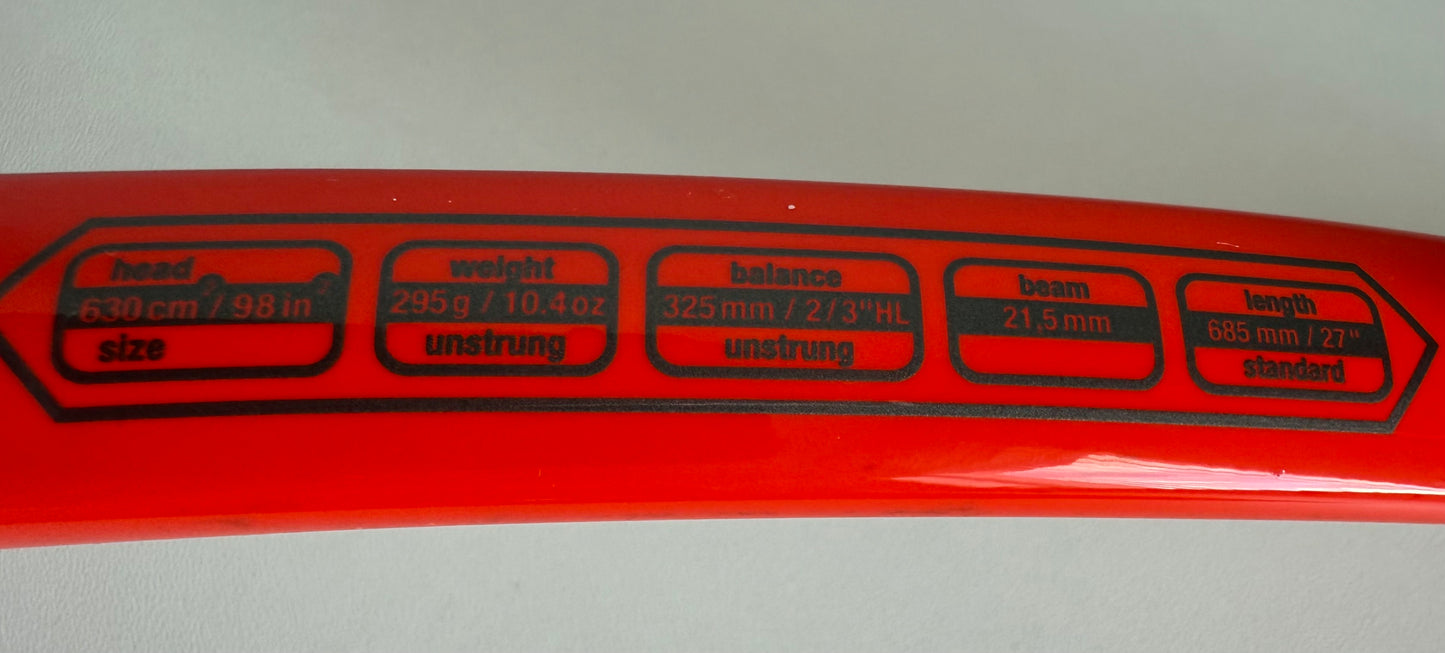 head
630 cm² / 98 in²
size
weight
295 g / 10.4 oz
unstrung
balance
325 mm / 2/3" HL
unstrung
beam
21,5 mm
length
685 mm / 27"
standard